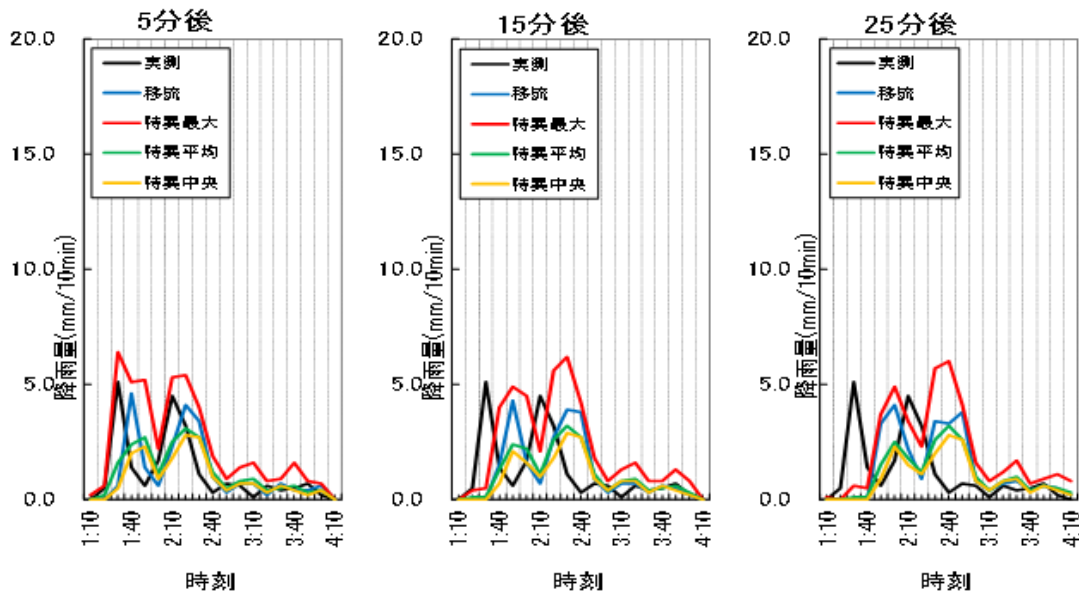 5分後
20.0
15.0
10.0
5.0
0.0
実測
移流
特異最大
特異平均
特異中央
降雨量(mm/10min)
1:10
1:40
2:10
2:40
3:10
3:40
4:10
時刻
15分後
20.0
15.0
10.0
5.0
0.0
実測
移流
特異最大
特異平均
特異中央
降雨量(mm/10min)
1:10
1:40
2:10
2:40
3:10
3:40
4:10
時刻
25分後
20.0
15.0
10.0
5.0
0.0
実測
移流
特異最大
特異平均
特異中央
降雨量(mm/10min)
1:10
1:40
2:10
2:40
3:10
3:40
4:10
時刻